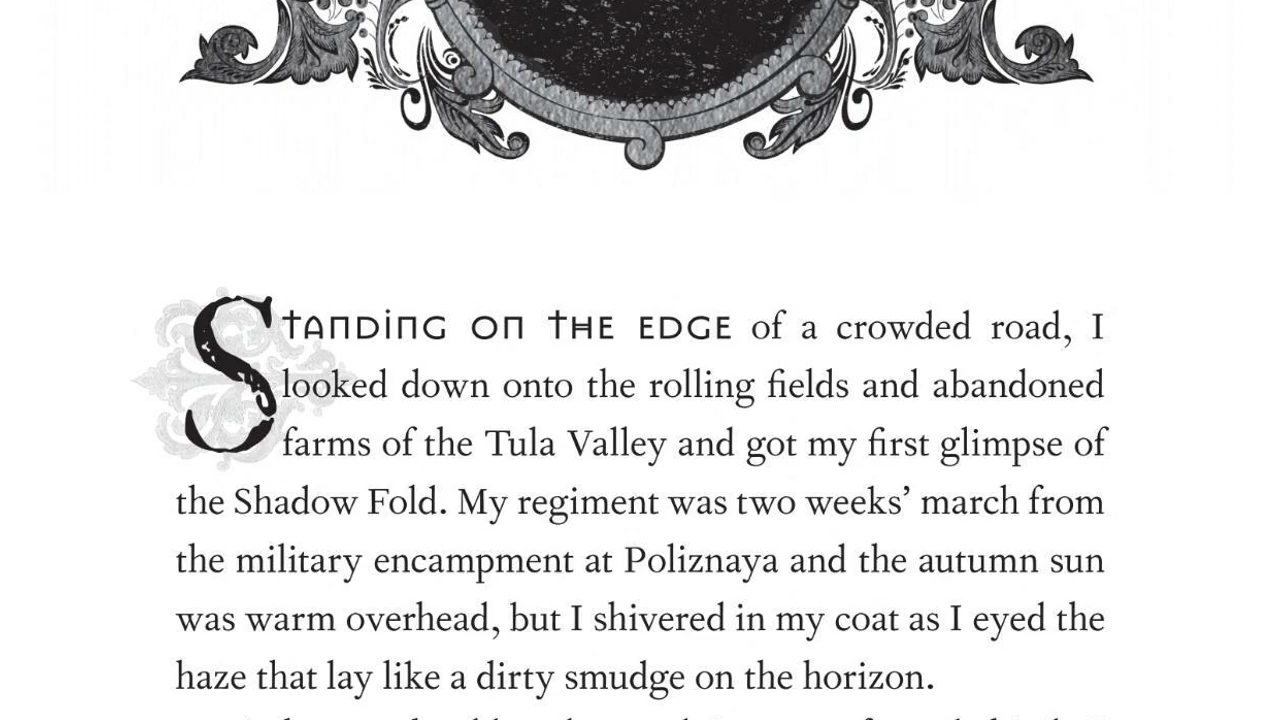 STANDING ON THE EDGE of a crowded road, I
looked down onto the rolling fields and abandoned
farms of the Tula Valley and got my first glimpse of
the Shadow Fold. My regiment was two weeks’ march from
the military encampment at Poliznaya and the autumn sun
was warm overhead, but I shivered in my coat as I eyed the
haze that lay like a dirty smudge on the horizon.